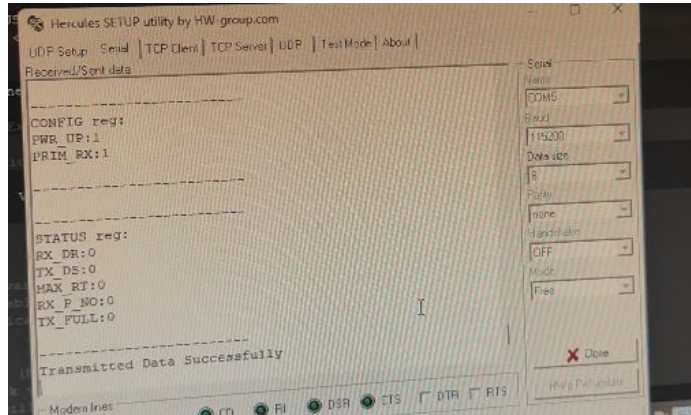 Hercules SETUP utility by HW-group.com
UDP Setup Serial TCP Client TCP Server UDP Test Mode About
Received/Sent data
CONFIG reg:
PWR_UP:1
PRIM_RX:1
STATUS reg:
RX_DR:0
TX_DS:0
MAX_RT:0
RX_P_NO:0
TX_FULL:0
Transmitted Data Successfully
Modem lines
CD RI DSR CTS DTR RTS
Serial
Name
COM5
Baud
115200
Data size
8
Parity
none
Handshake
OFF
Mode
Free
Close
HWg FW update